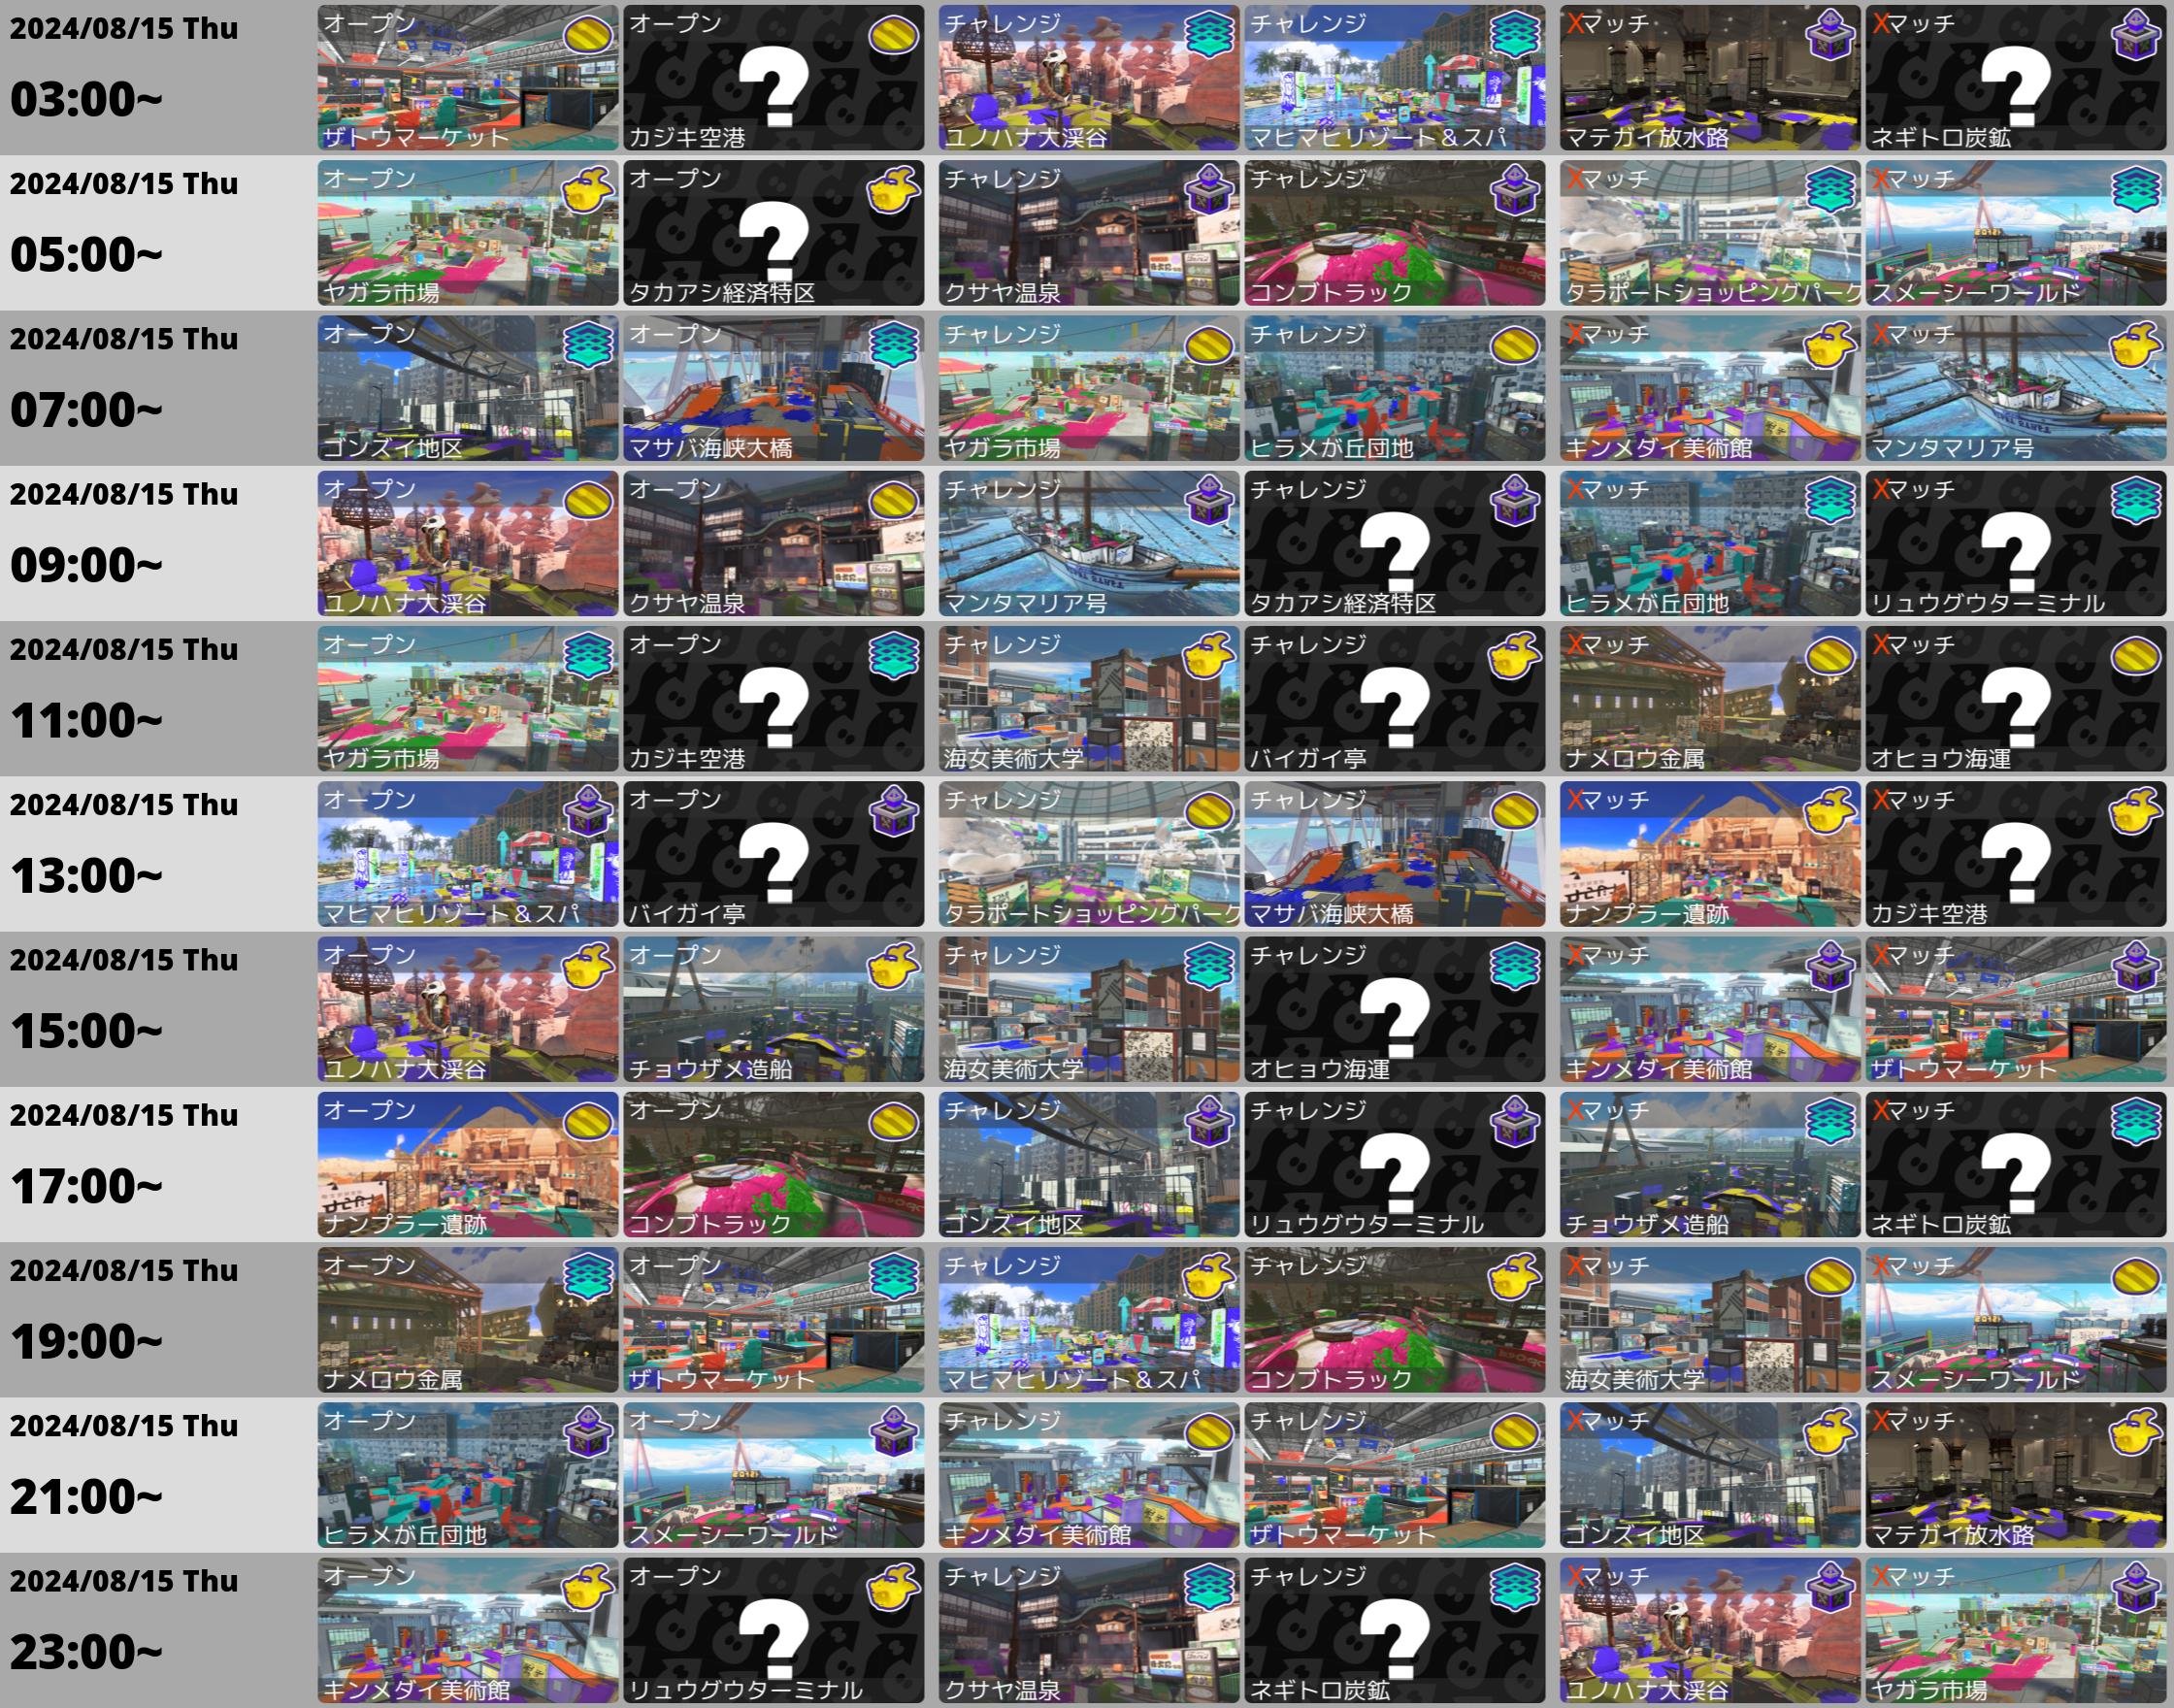 2024/08/15 Thu
03:00~
オープン
ザトウマーケット
オープン
カジキ空港
チャレンジ
ユノハナ大渓谷
チャレンジ
マヒマヒリゾート＆スパ
Xマッチ
マテガイ放水路
Xマッチ
ネギトロ炭鉱
2024/08/15 Thu
05:00~
オープン
ヤガラ市場
オープン
タカアシ経済特区
チャレンジ
クサヤ温泉
チャレンジ
コンブトラック
Xマッチ
タラポートショッピングパーク
Xマッチ
スメーシーワールド
2024/08/15 Thu
07:00~
オープン
ゴンズイ地区
オープン
マサバ海峡大橋
チャレンジ
ヤガラ市場
チャレンジ
ヒラメが丘団地
Xマッチ
キンメダイ美術館
Xマッチ
マンタマリア号
2024/08/15 Thu
09:00~
オープン
ユノハナ大渓谷
オープン
クサヤ温泉
チャレンジ
マンタマリア号
チャレンジ
タカアシ経済特区
Xマッチ
ヒラメが丘団地
Xマッチ
リュウグウターミナル
2024/08/15 Thu
11:00~
オープン
ヤガラ市場
オープン
カジキ空港
チャレンジ
海女美術大学
チャレンジ
バイガイ亭
Xマッチ
ナメロウ金属
Xマッチ
オヒョウ海運
2024/08/15 Thu
13:00~
オープン
マヒマヒリゾート＆スパ
オープン
バイガイ亭
チャレンジ
タラポートショッピングパーク
チャレンジ
マサバ海峡大橋
Xマッチ
ナンプラー遺跡
Xマッチ
カジキ空港
2024/08/15 Thu
15:00~
オープン
ユノハナ大渓谷
オープン
チョウザメ造船
チャレンジ
海女美術大学
チャレンジ
オヒョウ海運
Xマッチ
キンメダイ美術館
Xマッチ
ザトウマーケット
2024/08/15 Thu
17:00~
オープン
ナンプラー遺跡
オープン
コンブトラック
チャレンジ
ゴンズイ地区
チャレンジ
リュウグウターミナル
Xマッチ
チョウザメ造船
Xマッチ
ネギトロ炭鉱
2024/08/15 Thu
19:00~
オープン
ナメロウ金属
オープン
ザトウマーケット
チャレンジ
マヒマヒリゾート＆スパ
チャレンジ
コンブトラック
Xマッチ
海女美術大学
Xマッチ
スメーシーワールド
2024/08/15 Thu
21:00~
オープン
ヒラメが丘団地
オープン
スメーシーワールド
チャレンジ
キンメダイ美術館
チャレンジ
ザトウマーケット
Xマッチ
ゴンズイ地区
Xマッチ
マテガイ放水路
2024/08/15 Thu
23:00~
オープン
キンメダイ美術館
オープン
リュウグウターミナル
チャレンジ
クサヤ温泉
チャレンジ
ネギトロ炭鉱
Xマッチ
ユノハナ大渓谷
Xマッチ
ヤガラ市場